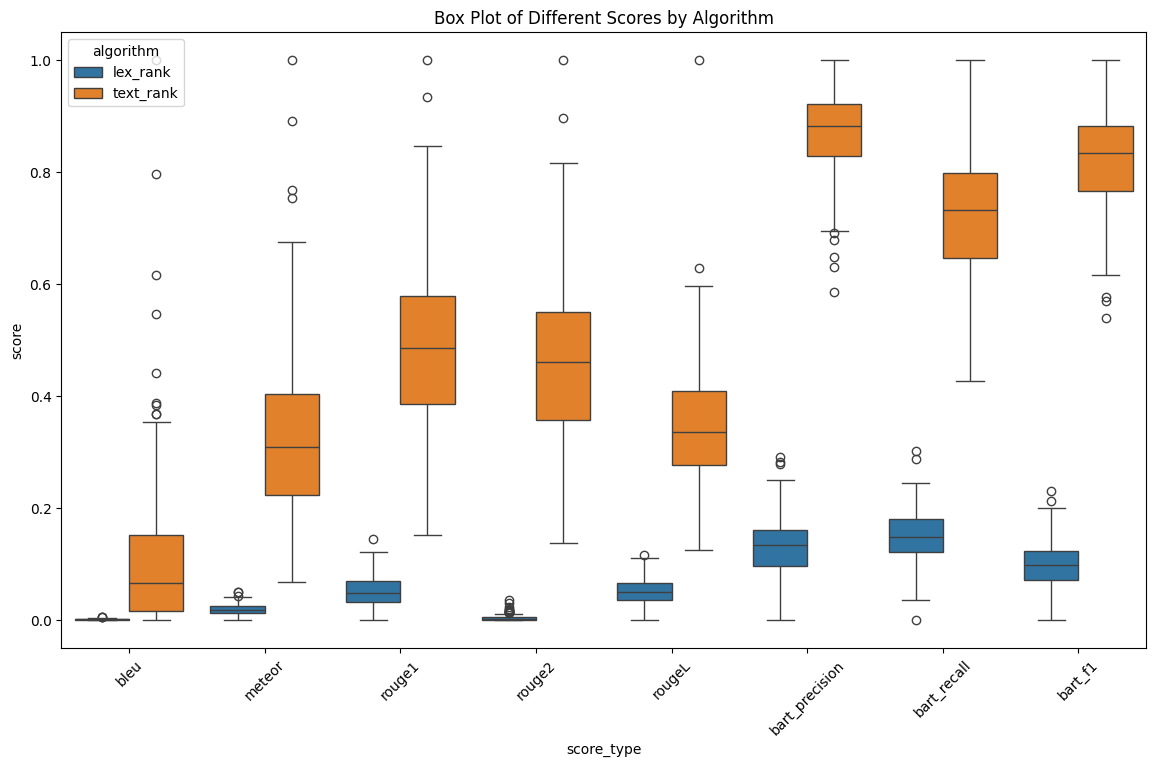 Box Plot of Different Scores by Algorithm
algorithm
lex_rank
text_rank
score
1.0
0.8
0.6
0.4
0.2
0.0
bleu
meteor
rouge1
rouge2
rougeL
bart_precision
bart_recall
bart_f1
score_type